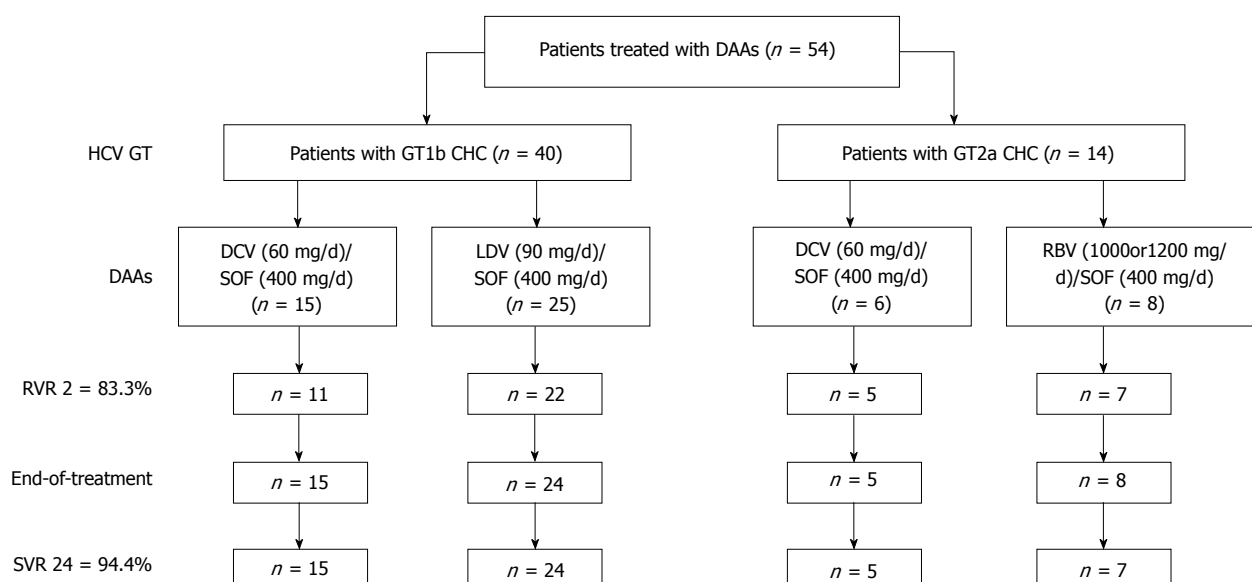 Patients treated with DAAs (n = 54)
HCV GT
Patients with GT1b CHC (n = 40)
Patients with GT2a CHC (n = 14)
DAAs
DCV (60 mg/d)/
SOF (400 mg/d)
(n = 15)
LDV (90 mg/d)/
SOF (400 mg/d)
(n = 25)
DCV (60 mg/d)/
SOF (400 mg/d)
(n = 6)
RBV (1000or1200 mg/
d)/SOF (400 mg/d)
(n = 8)
RVR 2 = 83.3%
n = 11
n = 22
n = 5
n = 7
End-of-treatment
n = 15
n = 24
n = 5
n = 8
SVR 24 = 94.4%
n = 15
n = 24
n = 5
n = 7